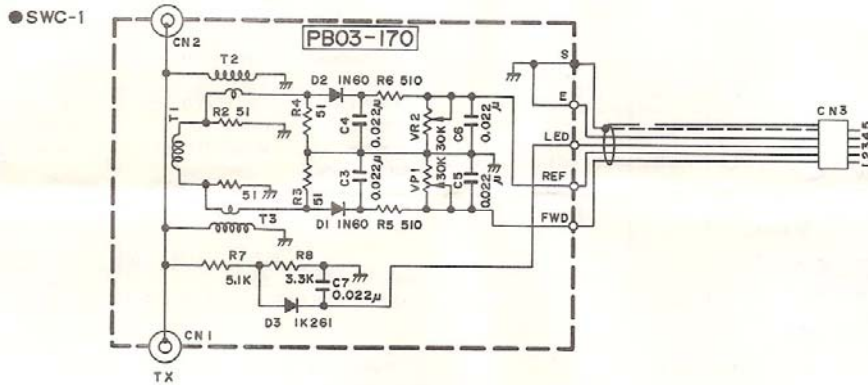 ●SWC-1
CN2
PB03-170
T2
S
D2 1N60 R6 510
E
CN3
T1
R2 51
R4
51
C4
0.022μ
VR2
30K
C6
0.022μ
LED
12345
REF
51
R3
51
C3
0.022μ
VP1
30K
C5
0.022μ
T3
D1 1N60 R5 510
FWD
R7
5.1K
R8
3.3K
C7
0.022μ
D3 1K261
CN1
TX